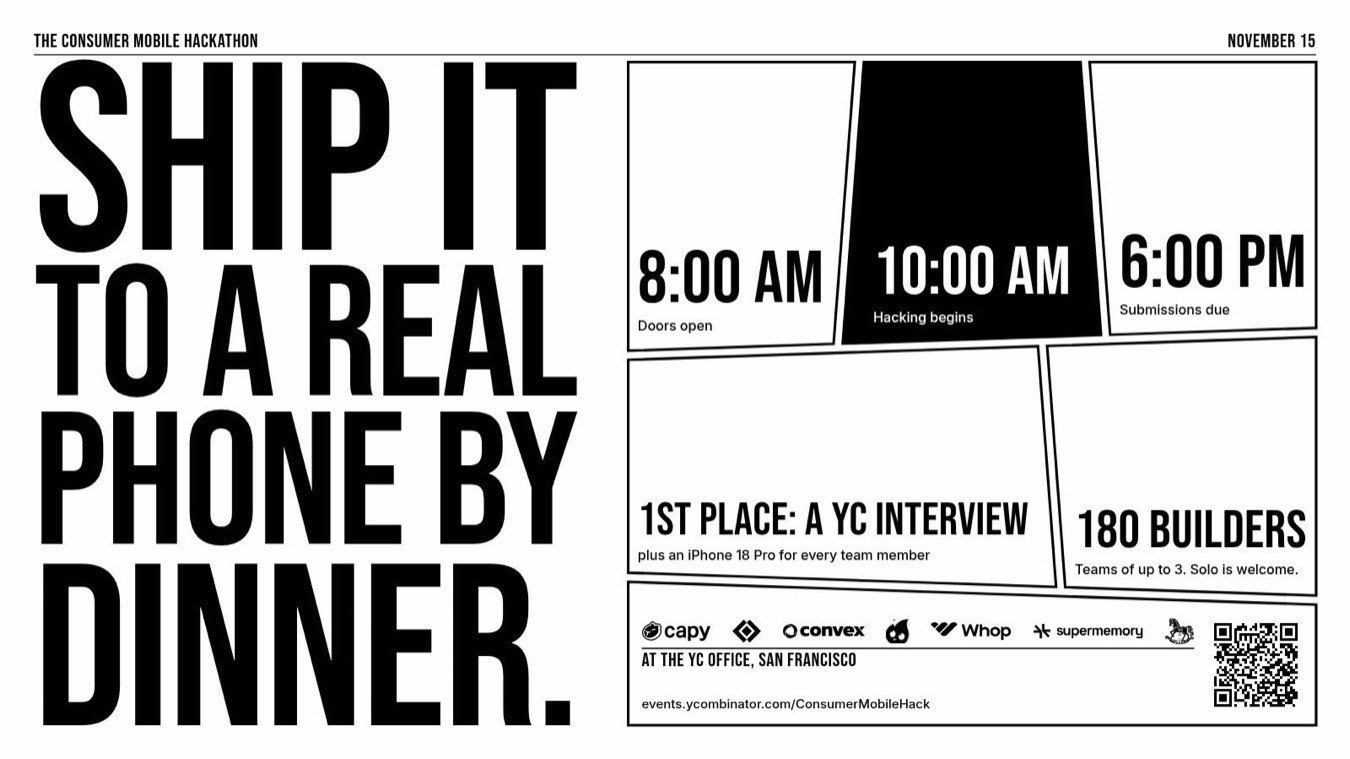 THE CONSUMER MOBILE HACKATHON
NOVEMBER 15
SHIP IT
TO A REAL
PHONE BY
DINNER.
8:00 AM
Doors open
10:00 AM
Hacking begins
6:00 PM
Submissions due
1ST PLACE: A YC INTERVIEW
plus an iPhone 18 Pro for every team member
180 BUILDERS
Teams of up to 3. Solo is welcome.
capy convex Whop supermemory
AT THE YC OFFICE, SAN FRANCISCO
events.ycombinator.com/ConsumerMobileHack